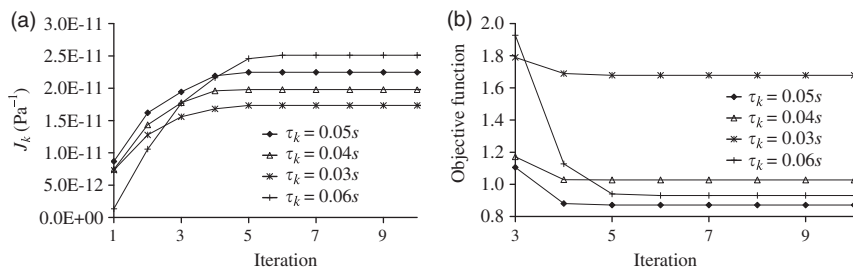 (a)
3.0E-11
2.5E-11
2.0E-11
1.5E-11
1.0E-11
5.0E-12
0.0E+00
J_k (Pa⁻¹)
τ_k = 0.05s
τ_k = 0.04s
τ_k = 0.03s
τ_k = 0.06s
1 3 5 7 9
Iteration
(b)
2.0
1.8
1.6
1.4
1.2
1.0
0.8
Objective function
τ_k = 0.05s
τ_k = 0.04s
τ_k = 0.03s
τ_k = 0.06s
3 5 7 9
Iteration